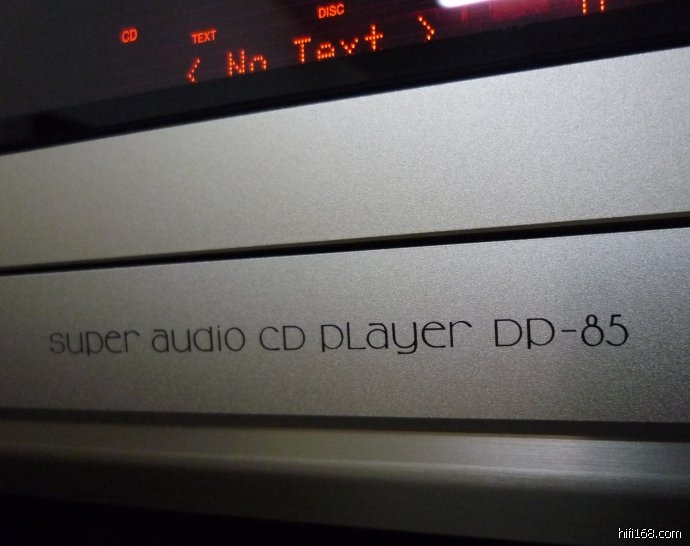 CD TEXT DISC
< No Text >
super audio CD player DP-85
hifi168.com